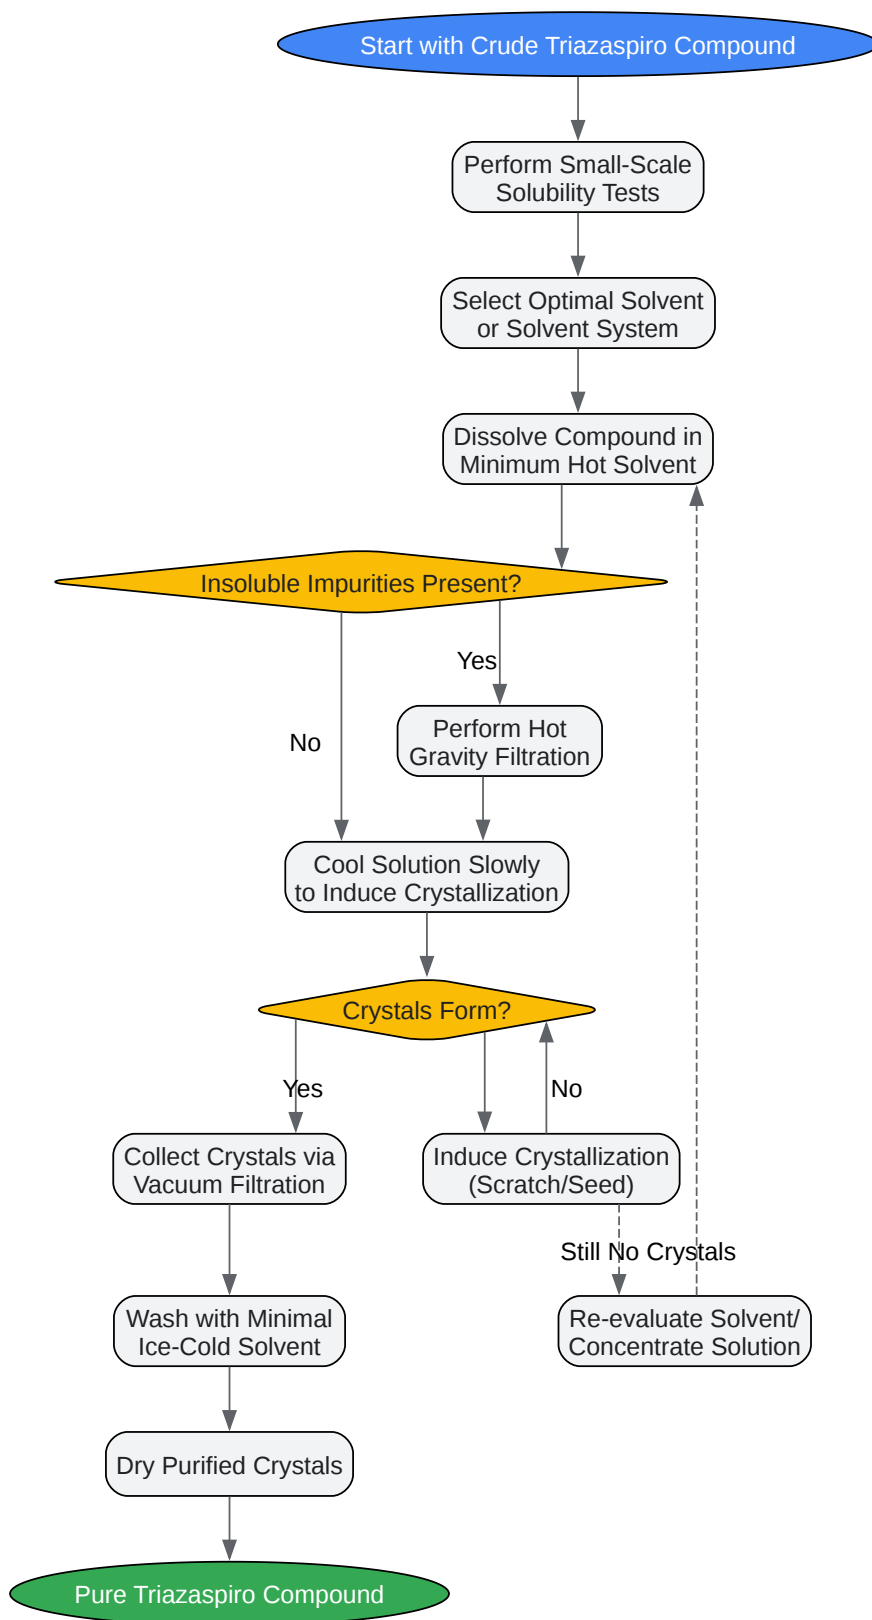 Start with Crude Triazaspiro Compound
Perform Small-Scale
Solubility Tests
Select Optimal Solvent
or Solvent System
Dissolve Compound in
Minimum Hot Solvent
Insoluble Impurities Present?
Yes
No
Perform Hot
Gravity Filtration
Cool Solution Slowly
to Induce Crystallization
Crystals Form?
Yes
No
Collect Crystals via
Vacuum Filtration
Induce Crystallization
(Scratch/Seed)
Still No Crystals
Wash with Minimal
Ice-Cold Solvent
Re-evaluate Solvent/
Concentrate Solution
Dry Purified Crystals
Pure Triazaspiro Compound